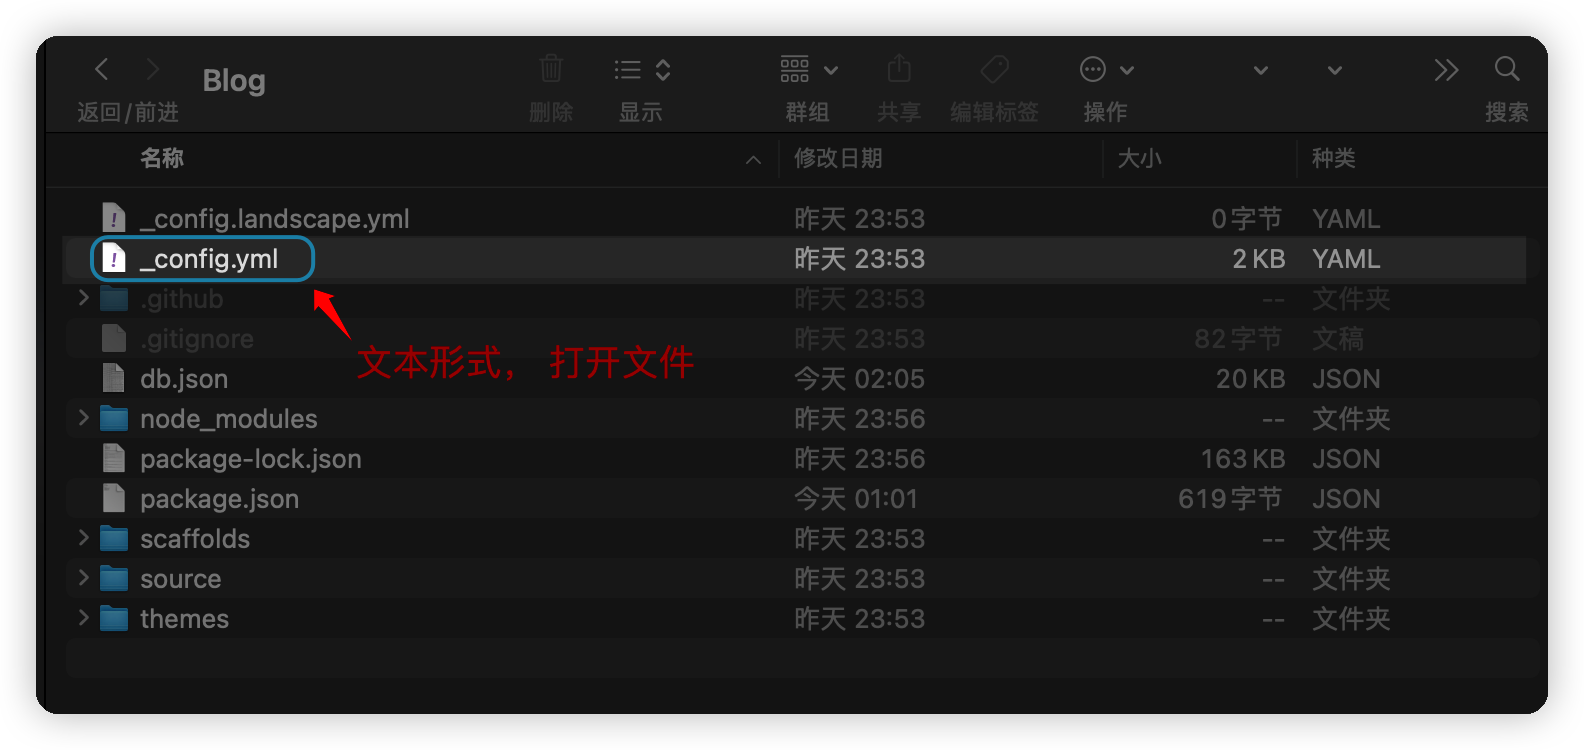 Blog
返回/前进 删除 显示 群组 共享 编辑标签 操作 搜索
名称 修改日期 大小 种类
_config.landscape.yml 昨天 23:53 0字节 YAML
_config.yml 昨天 23:53 2 KB YAML
.github 昨天 23:53 -- 文件夹
.gitignore 昨天 23:53 82字节 文稿
文本形式， 打开文件
db.json 今天 02:05 20 KB JSON
node_modules 昨天 23:56 -- 文件夹
package-lock.json 昨天 23:56 163 KB JSON
package.json 今天 01:01 619字节 JSON
scaffolds 昨天 23:53 -- 文件夹
source 昨天 23:53 -- 文件夹
themes 昨天 23:53 -- 文件夹